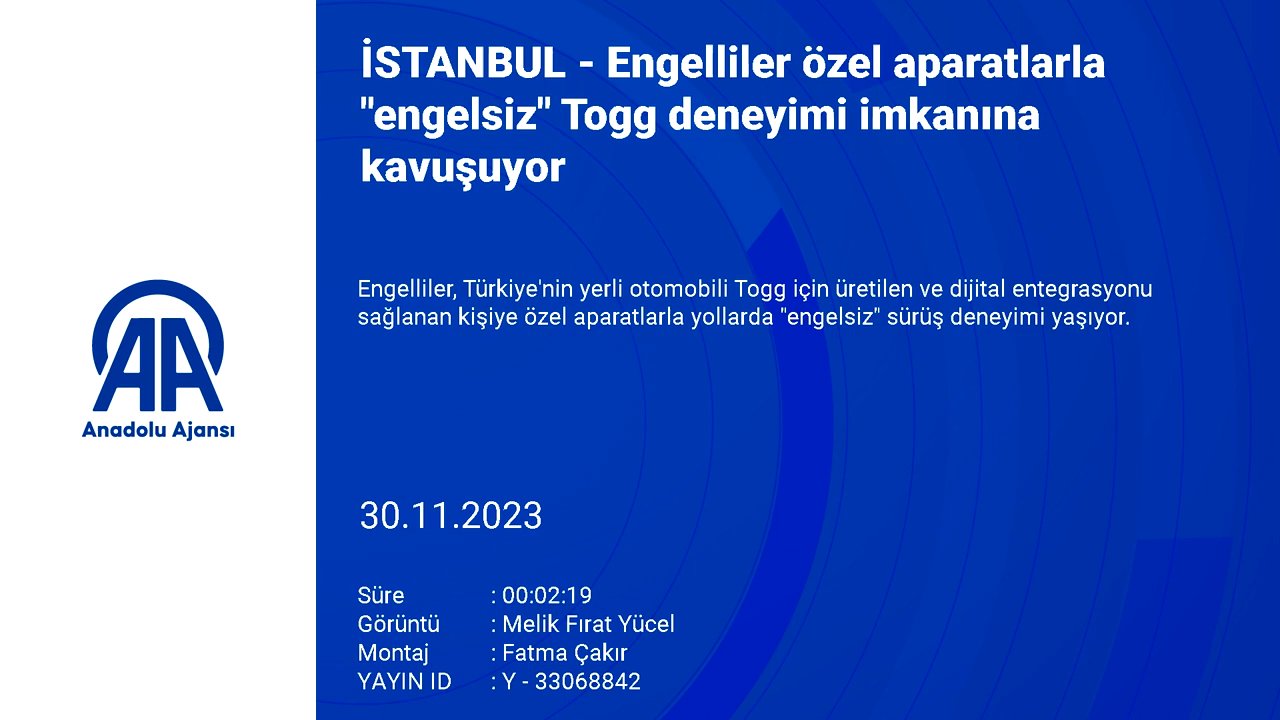 AA
Anadolu Ajansı
İSTANBUL - Engelliler özel aparatlarla
"engelsiz" Togg deneyimi imkanına
kavuşuyor
Engelliler, Türkiye'nin yerli otomobili Togg için üretilen ve dijital entegrasyonu
sağlanan kişiye özel aparatlarla yollarda "engelsiz" sürüş deneyimi yaşıyor.
30.11.2023
Süre : 00:02:19
Görüntü : Melik Fırat Yücel
Montaj : Fatma Çakır
YAYIN ID : Y - 33068842